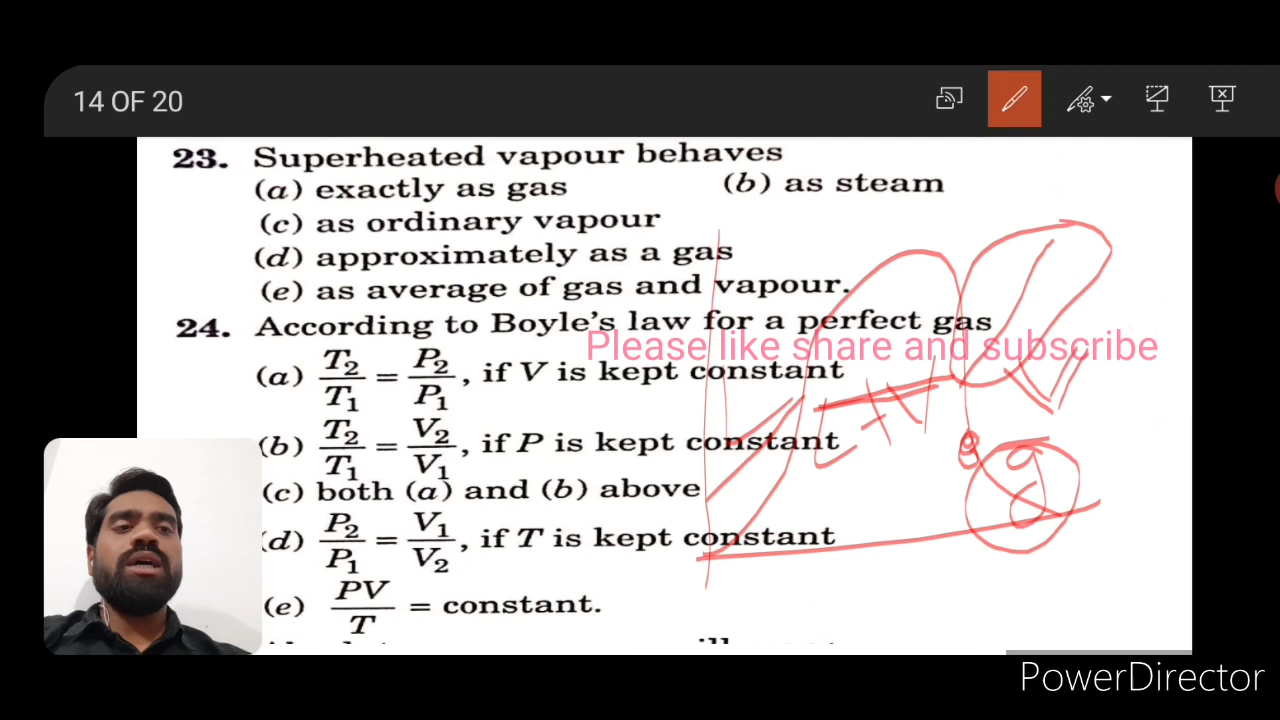 14 OF 20
23. Superheated vapour behaves
(a) exactly as gas (b) as steam
(c) as ordinary vapour
(d) approximately as a gas
(e) as average of gas and vapour.
24. According to Boyle's law for a perfect gas
Please like share and subscribe
(a) T₂/T₁ = P₂/P₁, if V is kept constant
L+V
(b) T₂/T₁ = V₂/V₁, if P is kept constant
(c) both (a) and (b) above
(d) P₂/P₁ = V₁/V₂, if T is kept constant
(e) PV/T = constant.
PowerDirector